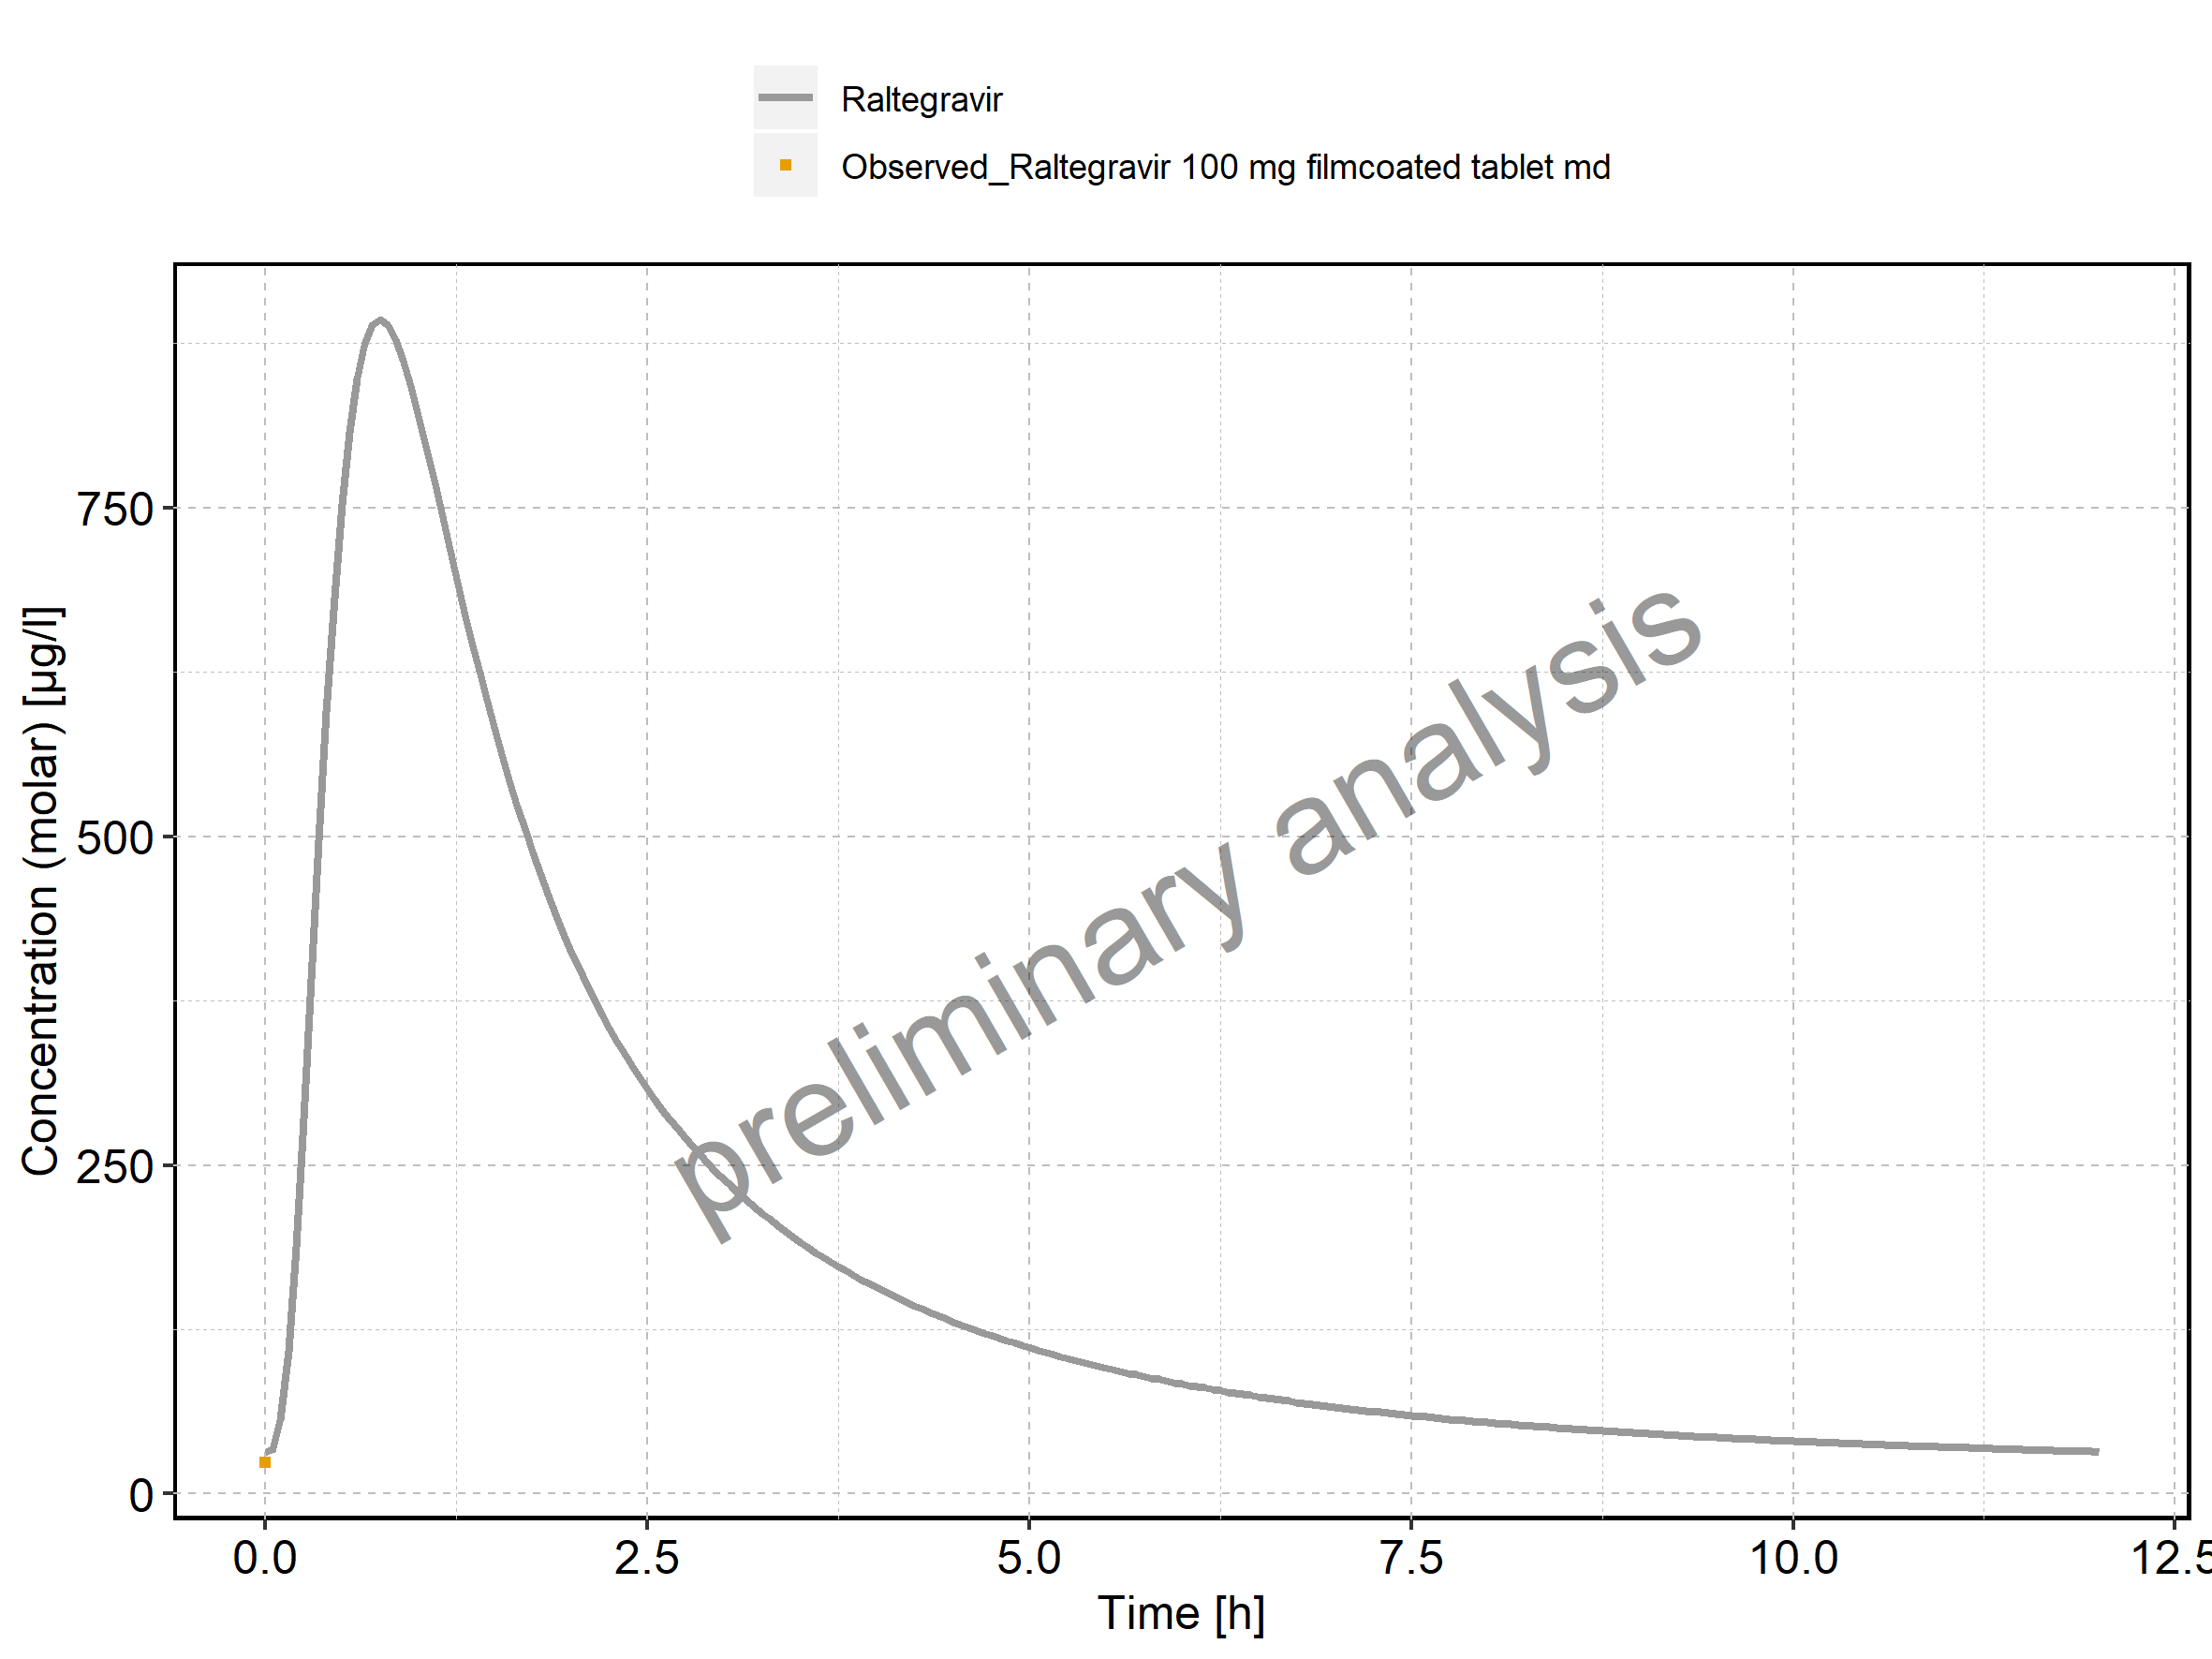 Raltegravir
Observed_Raltegravir 100 mg filmcoated tablet md
Concentration (molar) [µg/l]
750
500
250
0
preliminary analysis
0.0 2.5 5.0 7.5 10.0 12.5
Time [h]